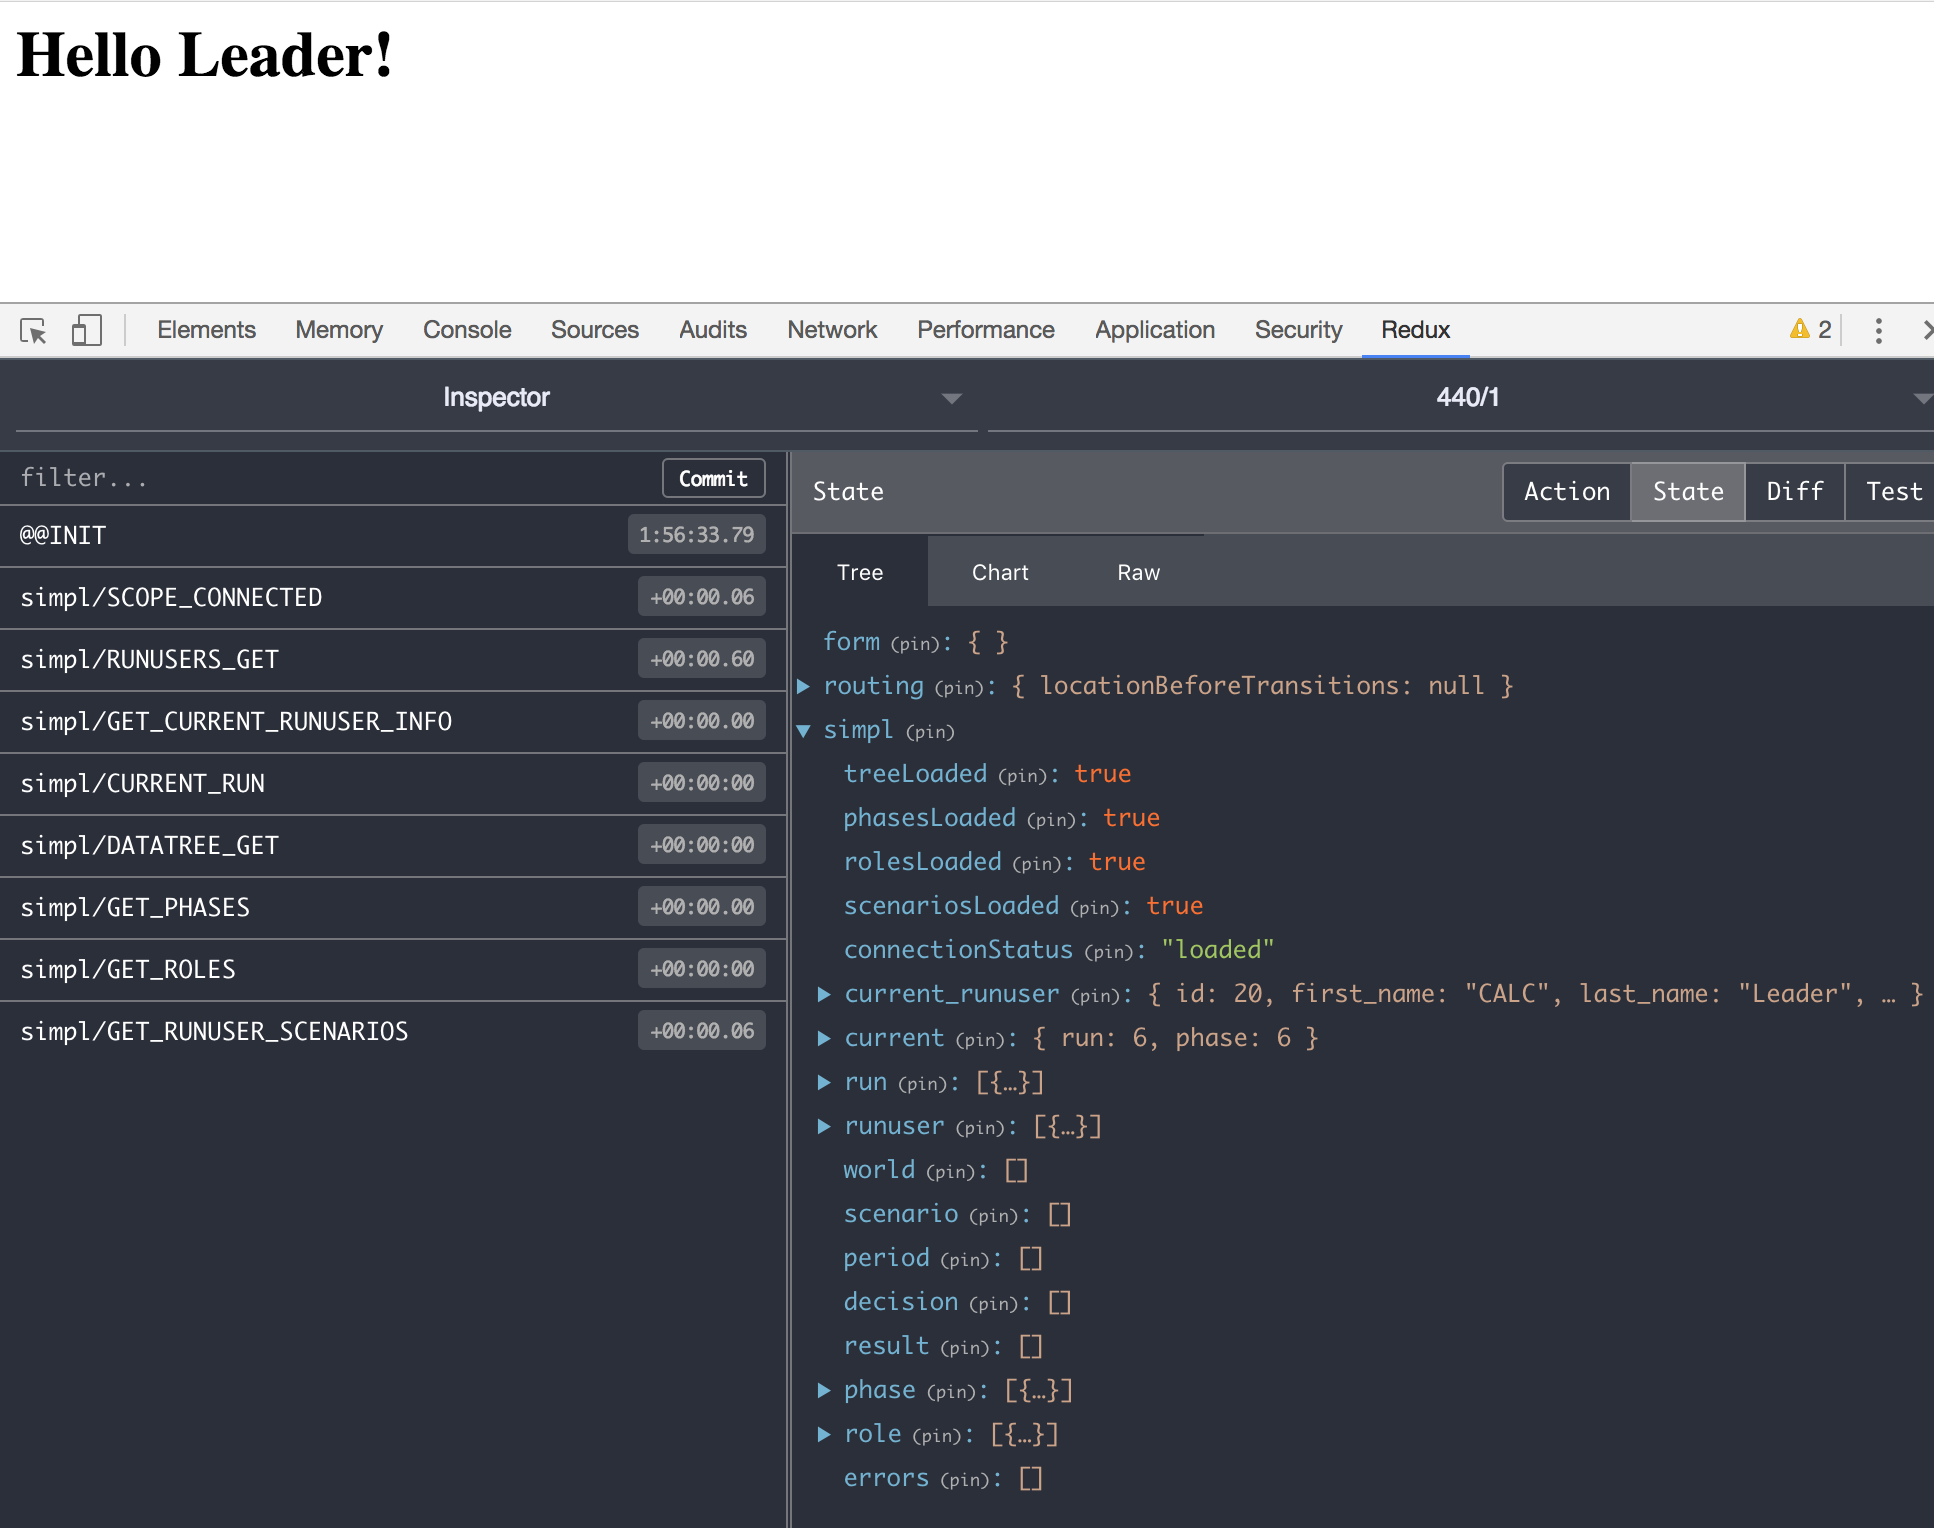 Hello Leader!
Elements Memory Console Sources Audits Network Performance Application Security Redux 2
Inspector 440/1
filter... Commit
@@INIT 1:56:33.79
simpl/SCOPE_CONNECTED +00:00.06
simpl/RUNUSERS_GET +00:00.60
simpl/GET_CURRENT_RUNUSER_INFO +00:00.00
simpl/CURRENT_RUN +00:00:00
simpl/DATATREE_GET +00:00:00
simpl/GET_PHASES +00:00.00
simpl/GET_ROLES +00:00:00
simpl/GET_RUNUSER_SCENARIOS +00:00.06
State Action State Diff Test
Tree Chart Raw
form (pin): { }
routing (pin): { locationBeforeTransitions: null }
simpl (pin)
treeLoaded (pin): true
phasesLoaded (pin): true
rolesLoaded (pin): true
scenariosLoaded (pin): true
connectionStatus (pin): "loaded"
current_runuser (pin): { id: 20, first_name: "CALC", last_name: "Leader", … }
current (pin): { run: 6, phase: 6 }
run (pin): [{…}]
runuser (pin): [{…}]
world (pin): []
scenario (pin): []
period (pin): []
decision (pin): []
result (pin): []
phase (pin): [{…}]
role (pin): [{…}]
errors (pin): []